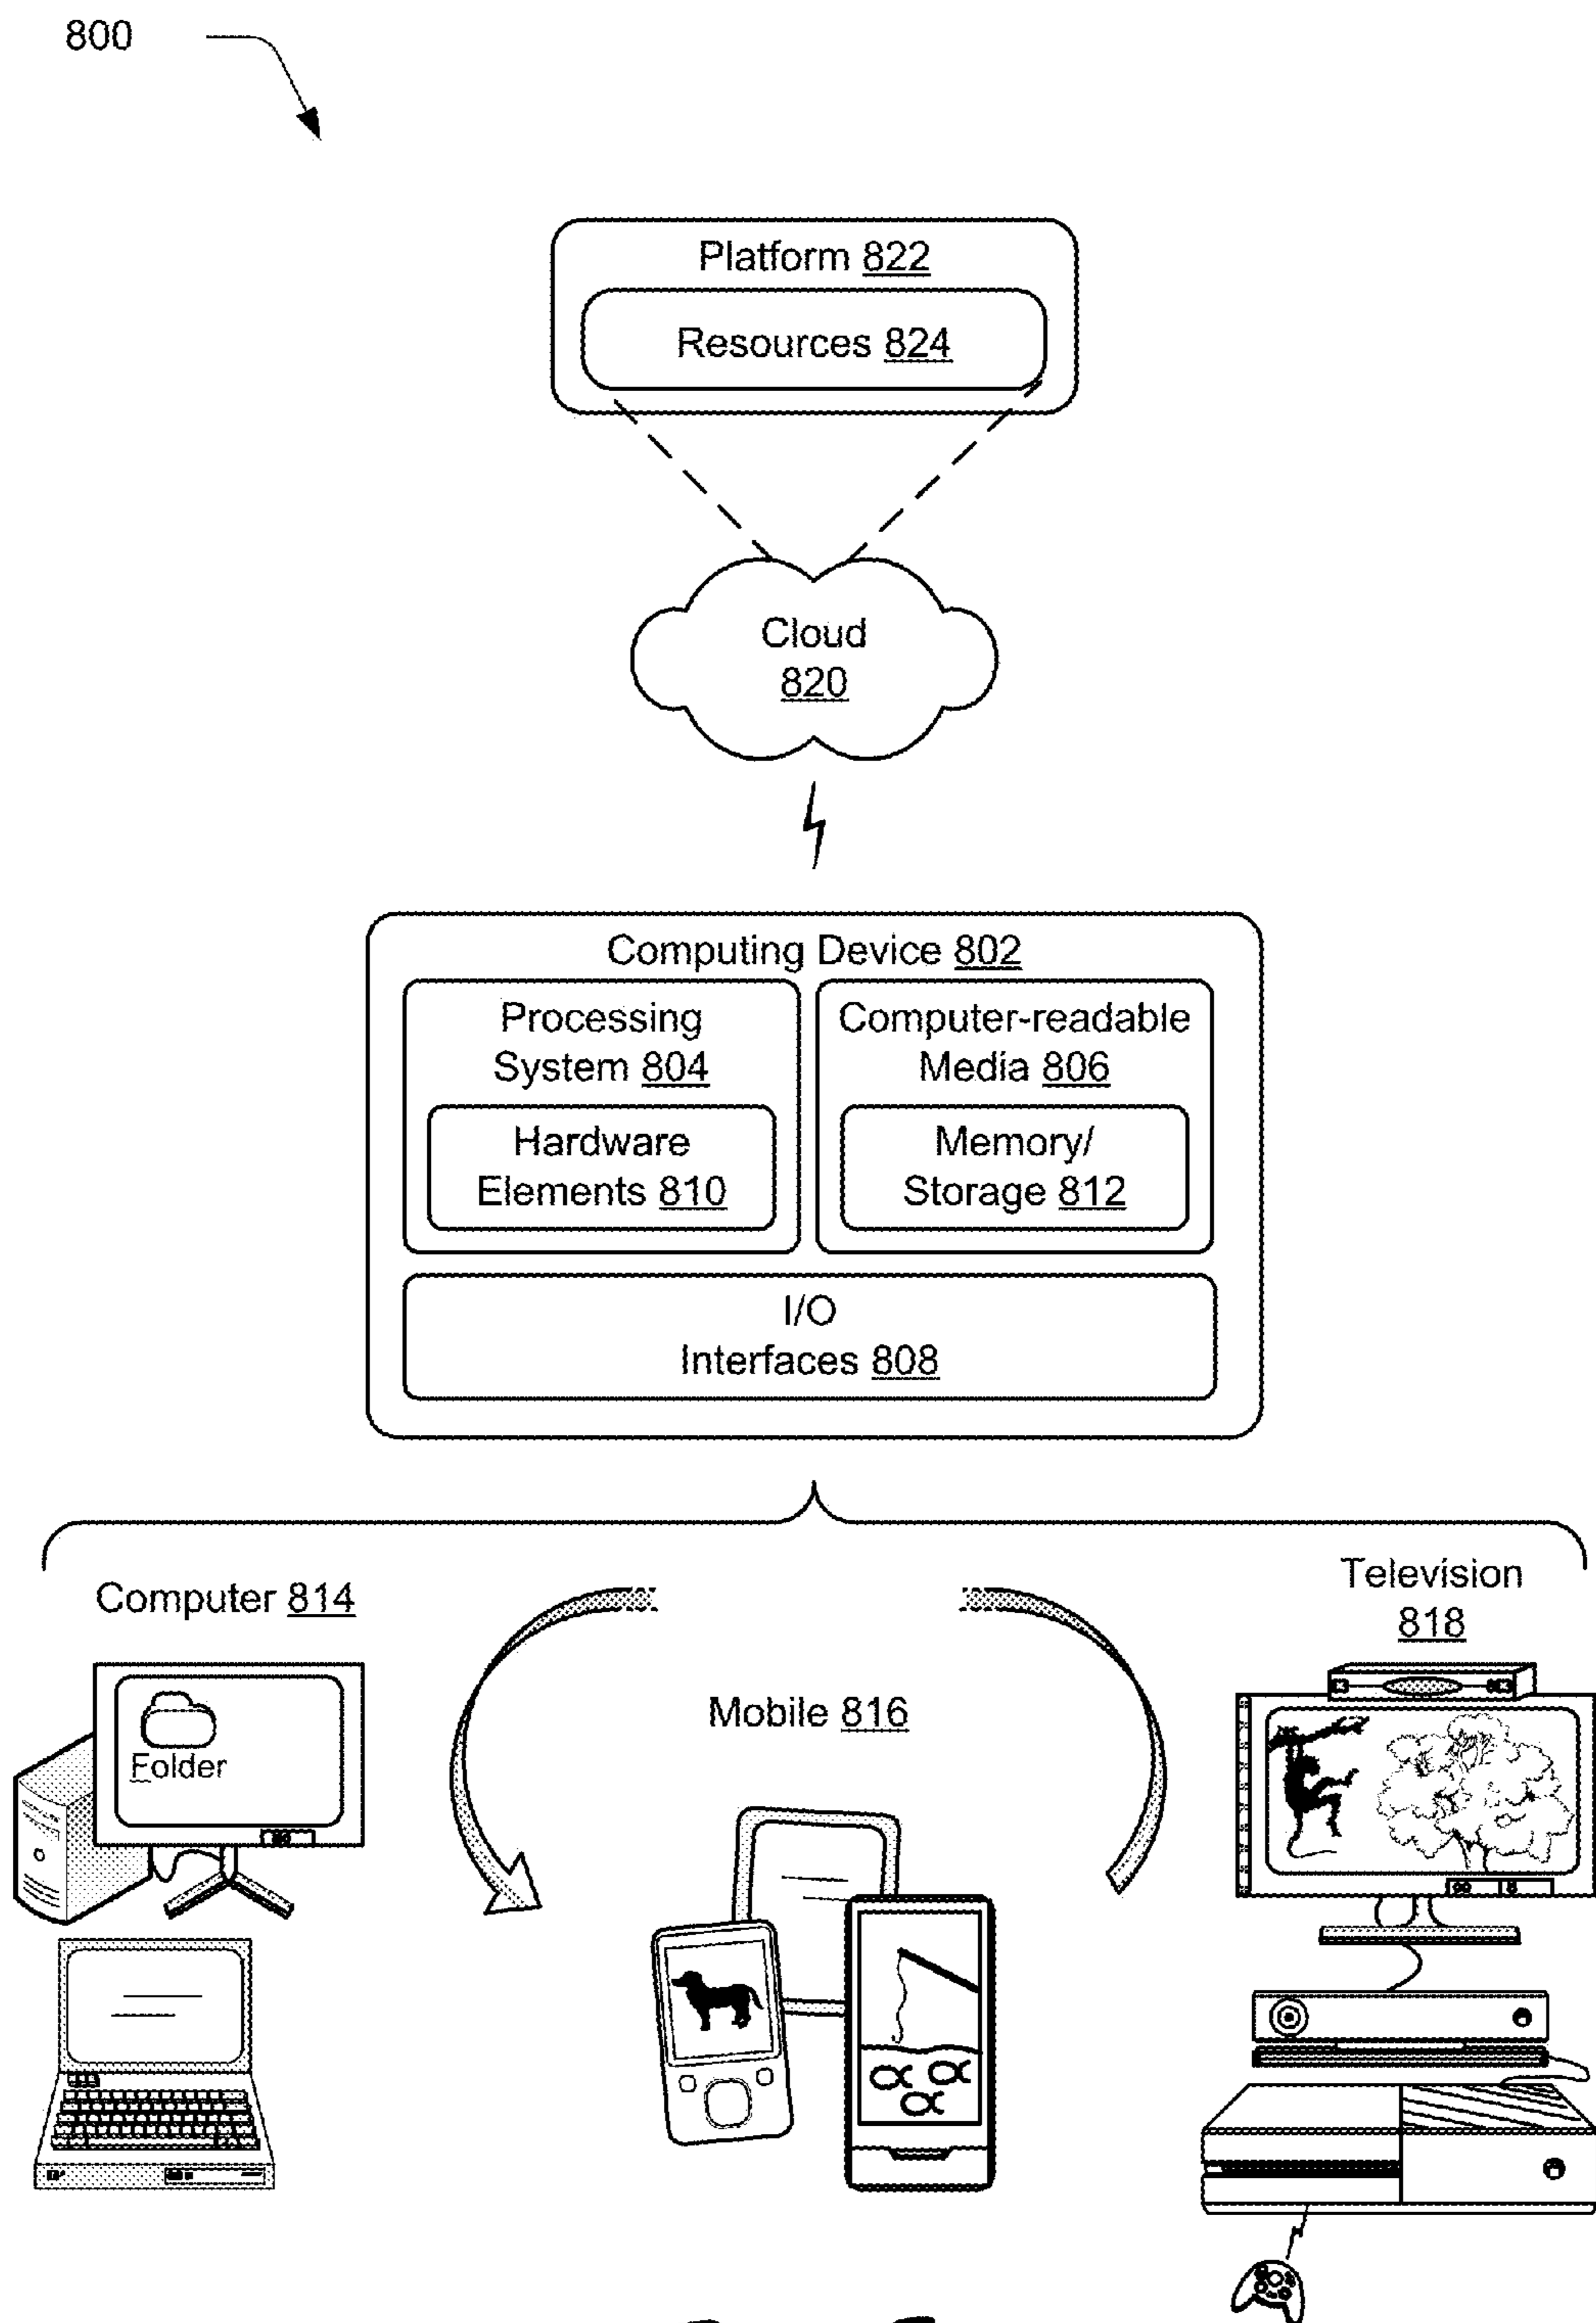 800
Platform 822
Resources 824
Cloud
820
Computing Device 802
Processing
System 804
Computer-readable
Media 806
Hardware
Elements 810
Memory/
Storage 812
I/O
Interfaces 808
Computer 814
Television
818
Mobile 816
Folder